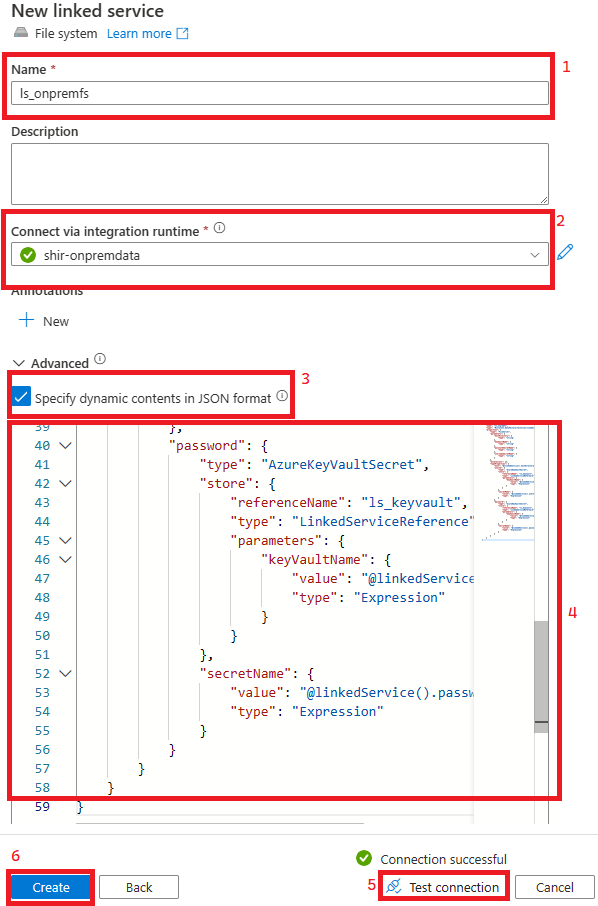 New linked service
File system Learn more
Name *
1
ls_onpremfs
Description
Connect via integration runtime *
2
shir-onpremdata
Annotations
New
Advanced
Specify dynamic contents in JSON format
3
39 },
40 "password": {
41 "type": "AzureKeyVaultSecret",
42 "store": {
43 "referenceName": "ls_keyvault",
44 "type": "LinkedServiceReference"
45 "parameters": {
46 "keyVaultName": {
47 "value": "@linkedService
48 "type": "Expression"
49 }
50 }
51 },
52 "secretName": {
53 "value": "@linkedService().passw
54 "type": "Expression"
55 }
56 }
57 }
58 }
59 }
4
6
Connection successful
Create
Back
5
Test connection
Cancel